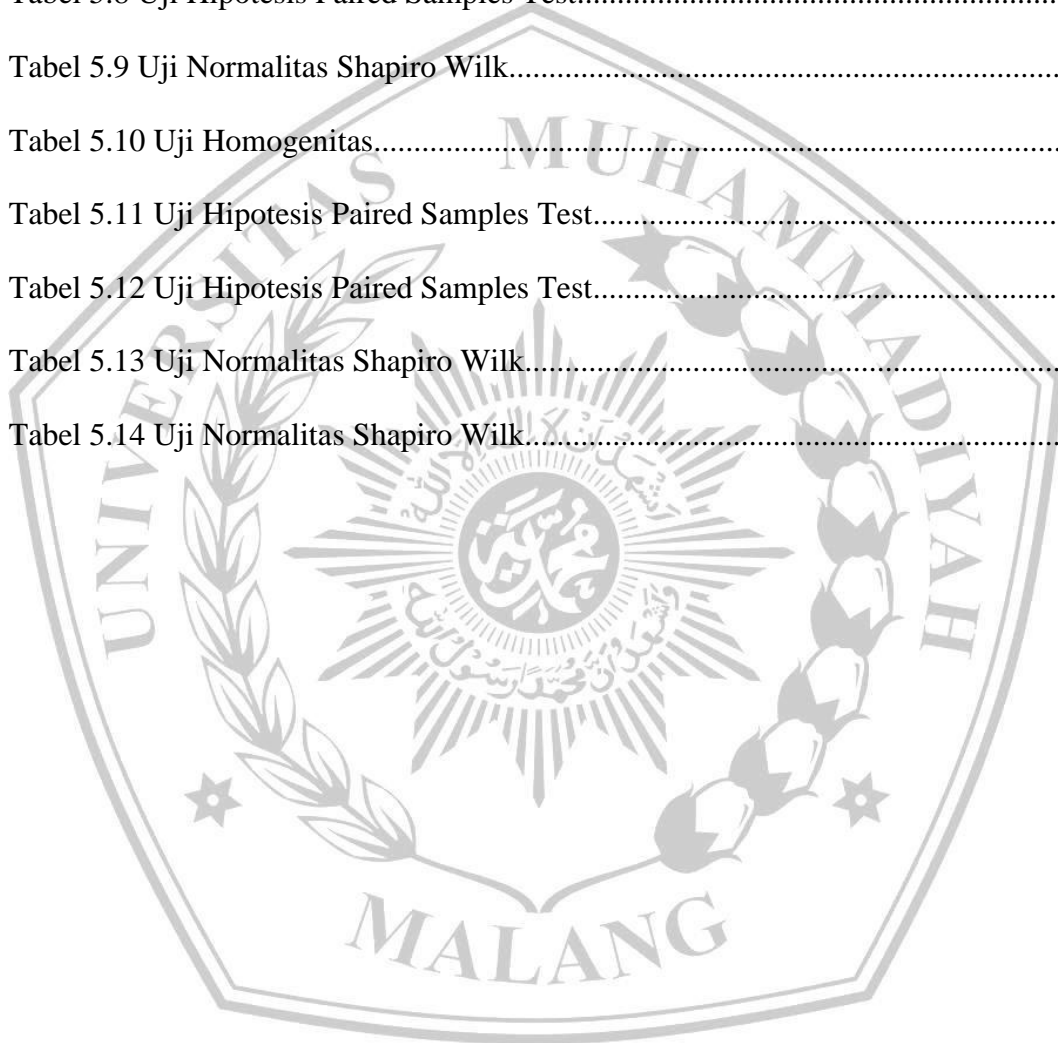 Tabel 5.8 Uji Hipotesis Paired Samples Test
Tabel 5.9 Uji Normalitas Shapiro Wilk
Tabel 5.10 Uji Homogenitas
Tabel 5.11 Uji Hipotesis Paired Samples Test
Tabel 5.12 Uji Hipotesis Paired Samples Test
Tabel 5.13 Uji Normalitas Shapiro Wilk
Tabel 5.14 Uji Normalitas Shapiro Wilk
UNIVERSITAS MUHAMMADIYAH
MALANG